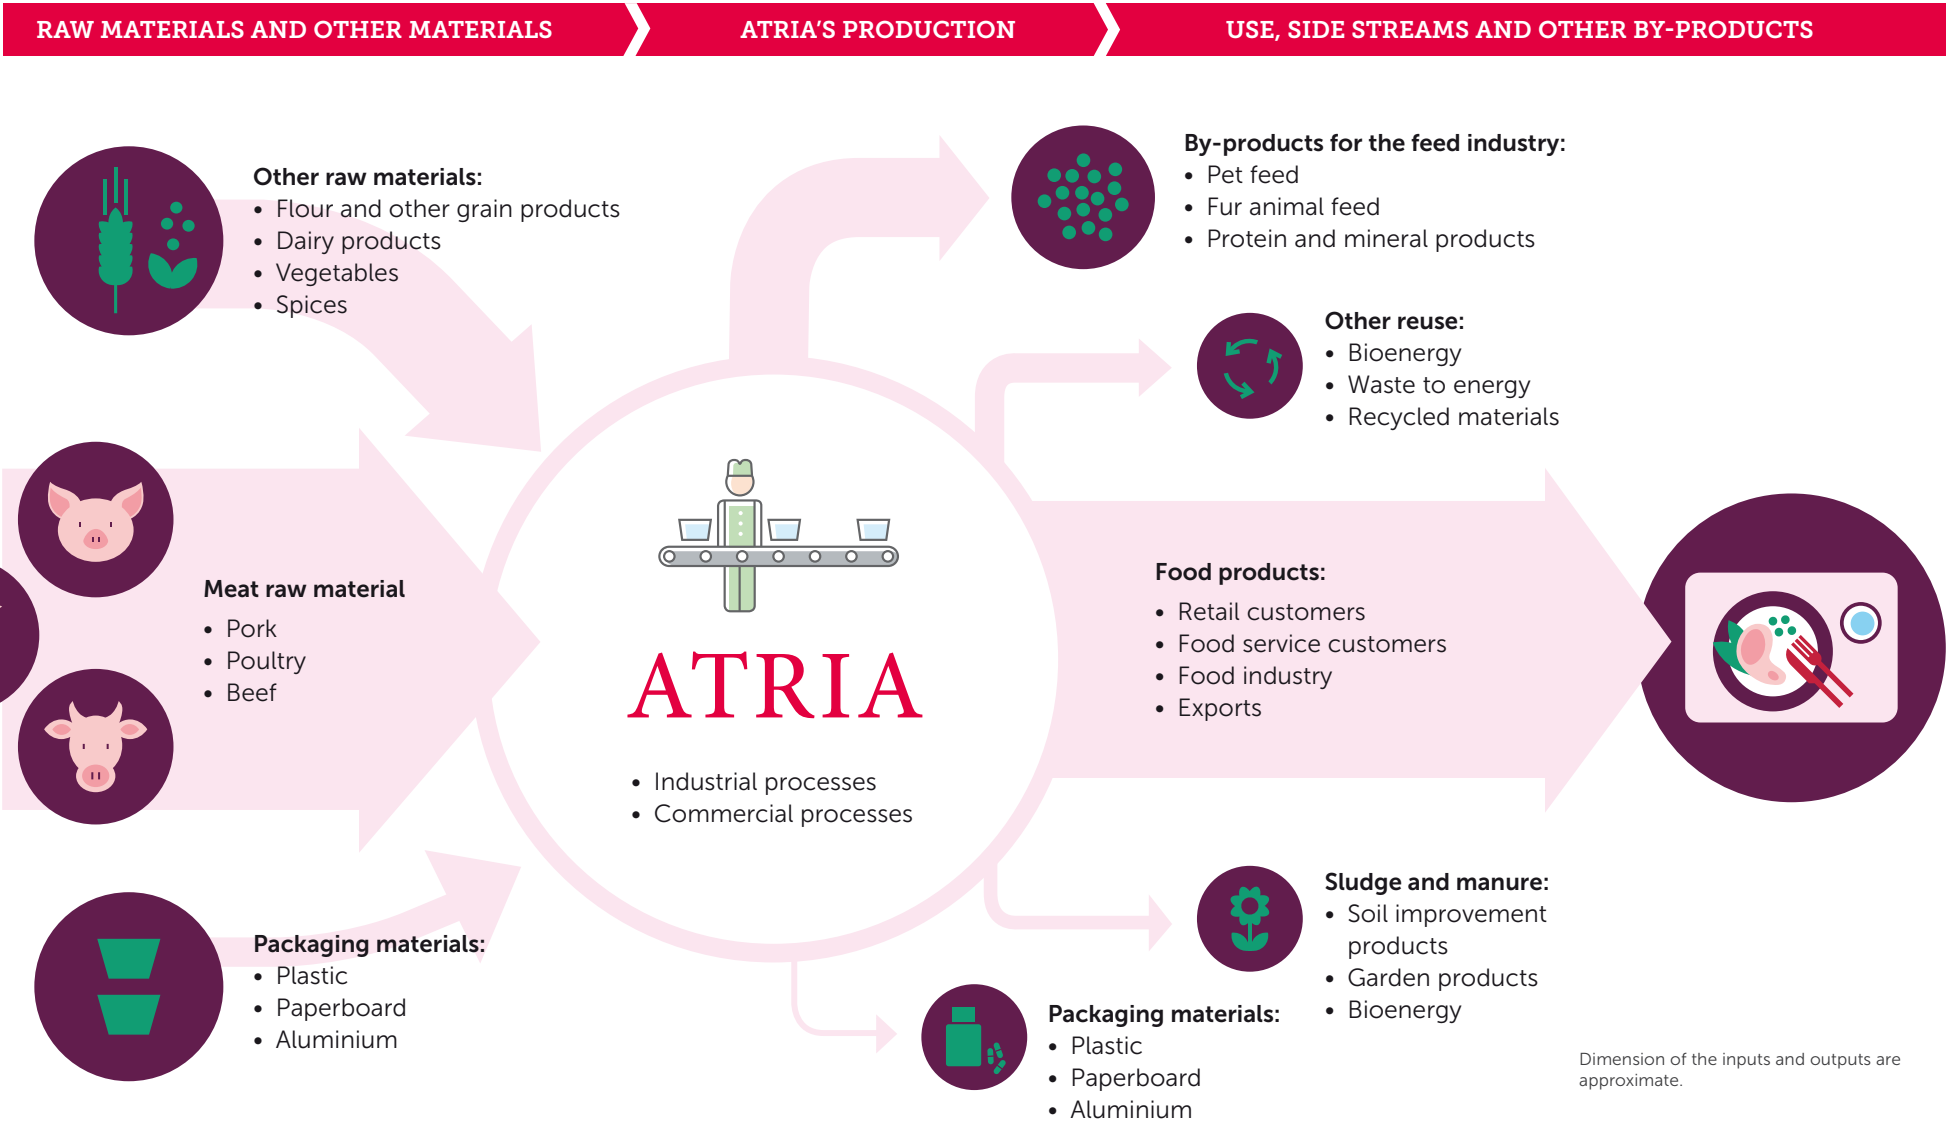 RAW MATERIALS AND OTHER MATERIALS
ATRIA'S PRODUCTION
USE, SIDE STREAMS AND OTHER BY-PRODUCTS
Other raw materials:
• Flour and other grain products
• Dairy products
• Vegetables
• Spices
Meat raw material
• Pork
• Poultry
• Beef
Packaging materials:
• Plastic
• Paperboard
• Aluminium
ATRIA
• Industrial processes
• Commercial processes
By-products for the feed industry:
• Pet feed
• Fur animal feed
• Protein and mineral products
Other reuse:
• Bioenergy
• Waste to energy
• Recycled materials
Food products:
• Retail customers
• Food service customers
• Food industry
• Exports
Sludge and manure:
• Soil improvement
products
• Garden products
• Bioenergy
Packaging materials:
• Plastic
• Paperboard
• Aluminium
Dimension of the inputs and outputs are
approximate.